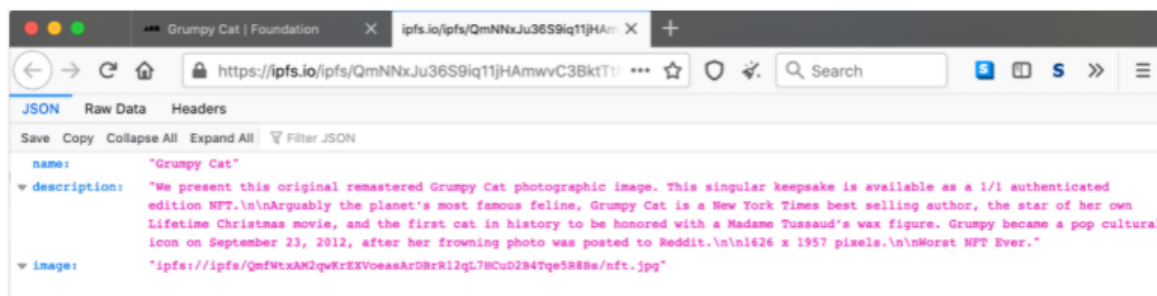 Grumpy Cat | Foundation
ipfs.io/ipfs/QmNNxJu36S9iq11jHAm
https://ipfs.io/ipfs/QmNNxJu36S9iq11jHAmwvC3BktTt
Search
JSON Raw Data Headers
Save Copy Collapse All Expand All Filter JSON
name: "Grumpy Cat"
description: "We present this original remastered Grumpy Cat photographic image. This singular keepsake is available as a 1/1 authenticated
edition NFT.\n\nArguably the planet's most famous feline, Grumpy Cat is a New York Times best selling author, the star of her own
Lifetime Christmas movie, and the first cat in history to be honored with a Madame Tussaud's wax figure. Grumpy became a pop cultural
icon on September 23, 2012, after her frowning photo was posted to Reddit.\n\n1626 x 1957 pixels.\n\nWorst NFT Ever."
image: "ipfs://ipfs/QmfWtxAM2qwKrEXVoeasArDBrR12qL7HCuD2B4Tqe5R8Bs/nft.jpg"